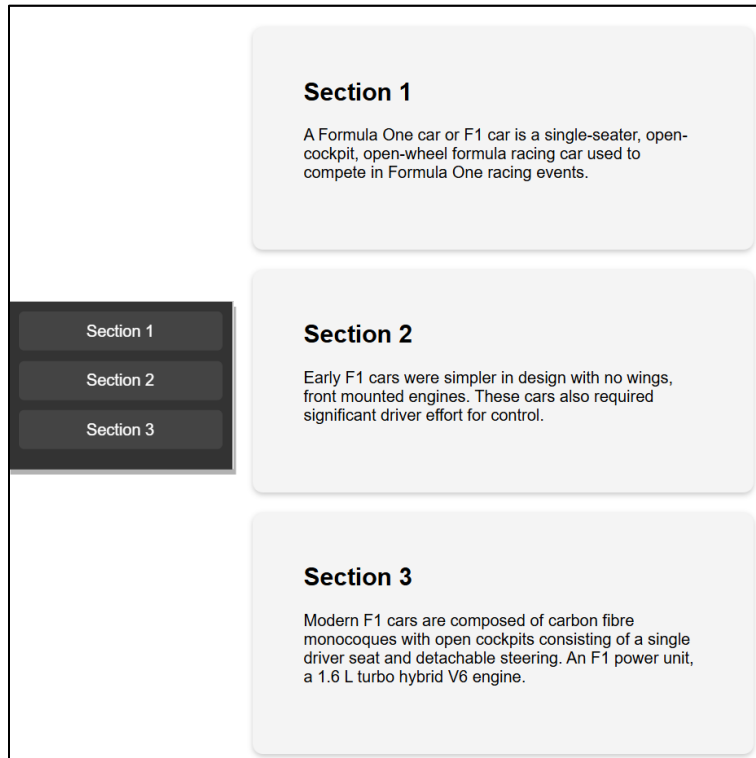 Section 1
A Formula One car or F1 car is a single-seater, open-
cockpit, open-wheel formula racing car used to
compete in Formula One racing events.
Section 1
Section 2
Section 3
Section 2
Early F1 cars were simpler in design with no wings,
front mounted engines. These cars also required
significant driver effort for control.
Section 3
Modern F1 cars are composed of carbon fibre
monocoques with open cockpits consisting of a single
driver seat and detachable steering. An F1 power unit,
a 1.6 L turbo hybrid V6 engine.